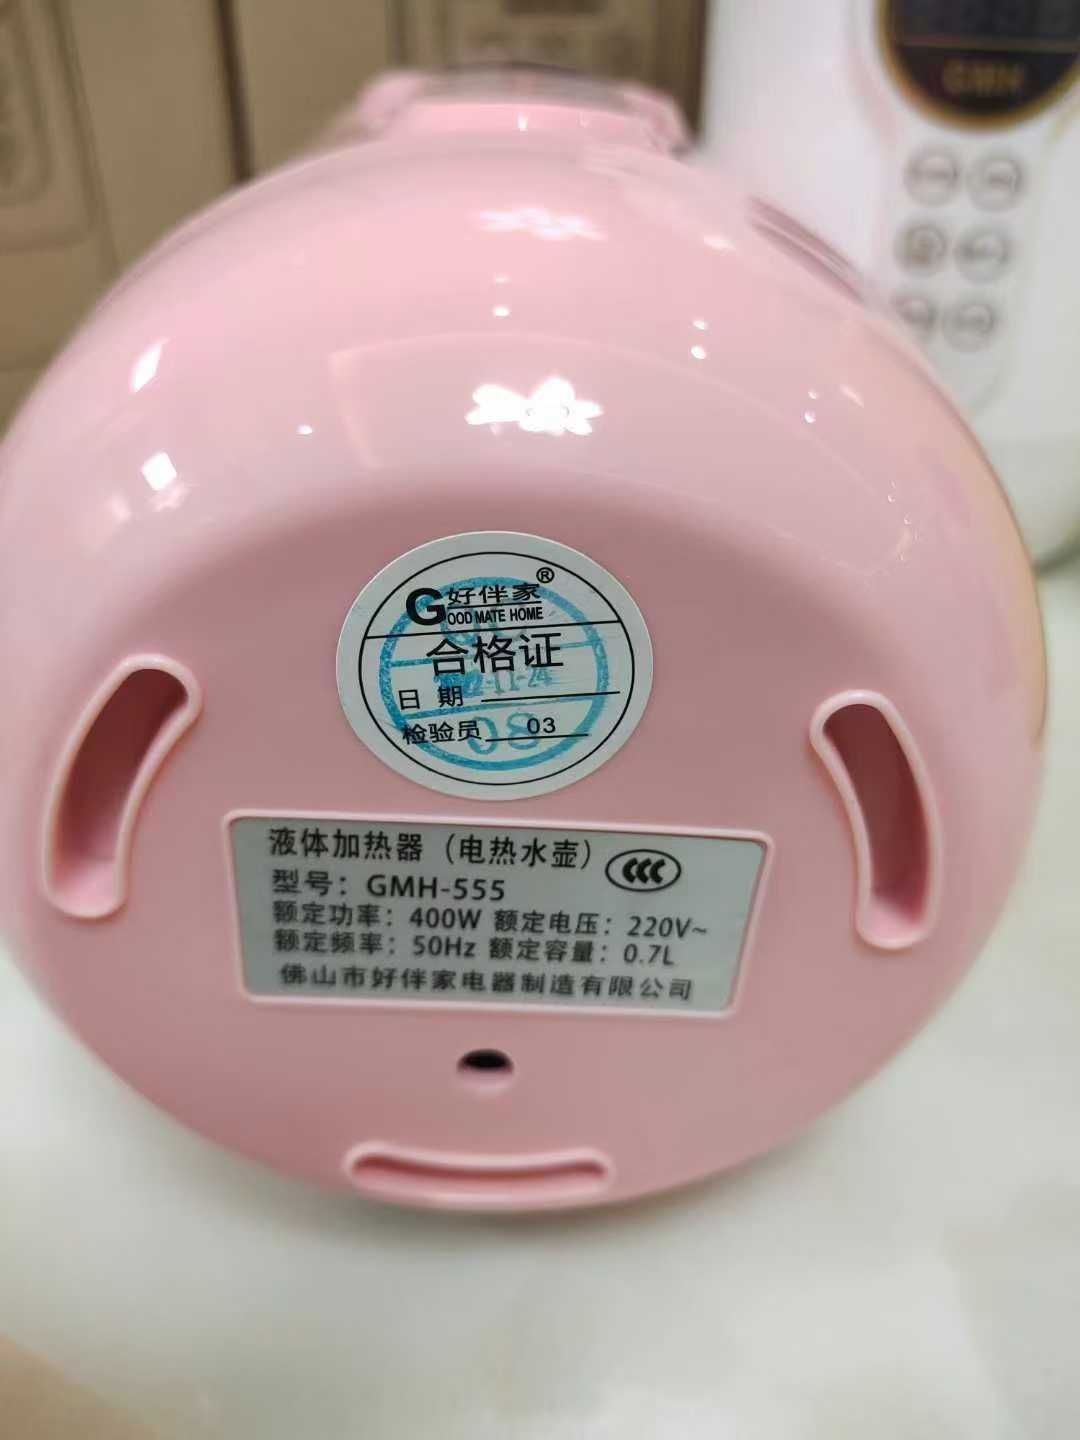 G好伴家®
GOOD MATE HOME
合格证
日期
检验员 03
08
液体加热器（电热水壶）
型号：GMH-555
额定功率：400W 额定电压：220V~
额定频率：50Hz 额定容量：0.7L
佛山市好伴家电器制造有限公司
GMH